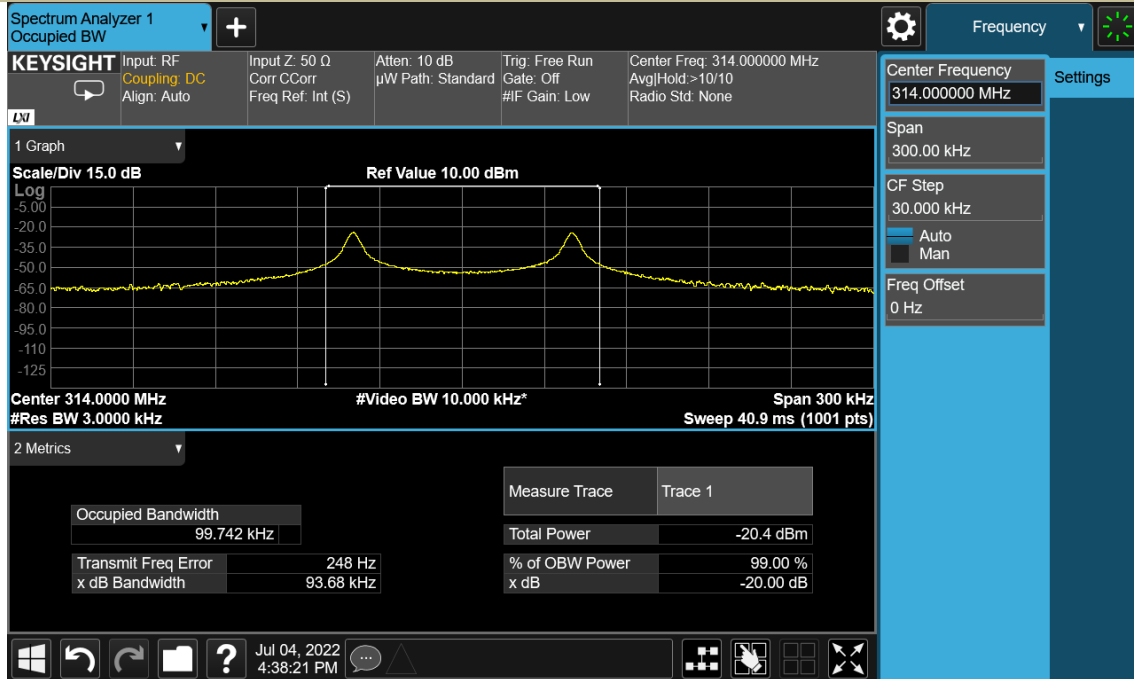 Spectrum Analyzer 1
Occupied BW
Frequency
KEYSIGHT
LXI
Input: RF
Coupling: DC
Align: Auto
Input Z: 50 Ω
Corr CCorr
Freq Ref: Int (S)
Atten: 10 dB
µW Path: Standard
Trig: Free Run
Gate: Off
#IF Gain: Low
Center Freq: 314.000000 MHz
Avg|Hold:>10/10
Radio Std: None
Center Frequency
314.000000 MHz
Settings
Span
300.00 kHz
CF Step
30.000 kHz
Auto
Man
Freq Offset
0 Hz
1 Graph
Scale/Div 15.0 dB
Ref Value 10.00 dBm
Log
-5.00
-20.0
-35.0
-50.0
-65.0
-80.0
-95.0
-110
-125
Center 314.0000 MHz
#Video BW 10.000 kHz*
Span 300 kHz
#Res BW 3.0000 kHz
Sweep 40.9 ms (1001 pts)
2 Metrics
Measure Trace Trace 1
Occupied Bandwidth
99.742 kHz
Total Power -20.4 dBm
Transmit Freq Error 248 Hz
% of OBW Power 99.00 %
x dB Bandwidth 93.68 kHz
x dB -20.00 dB
?
Jul 04, 2022
4:38:21 PM